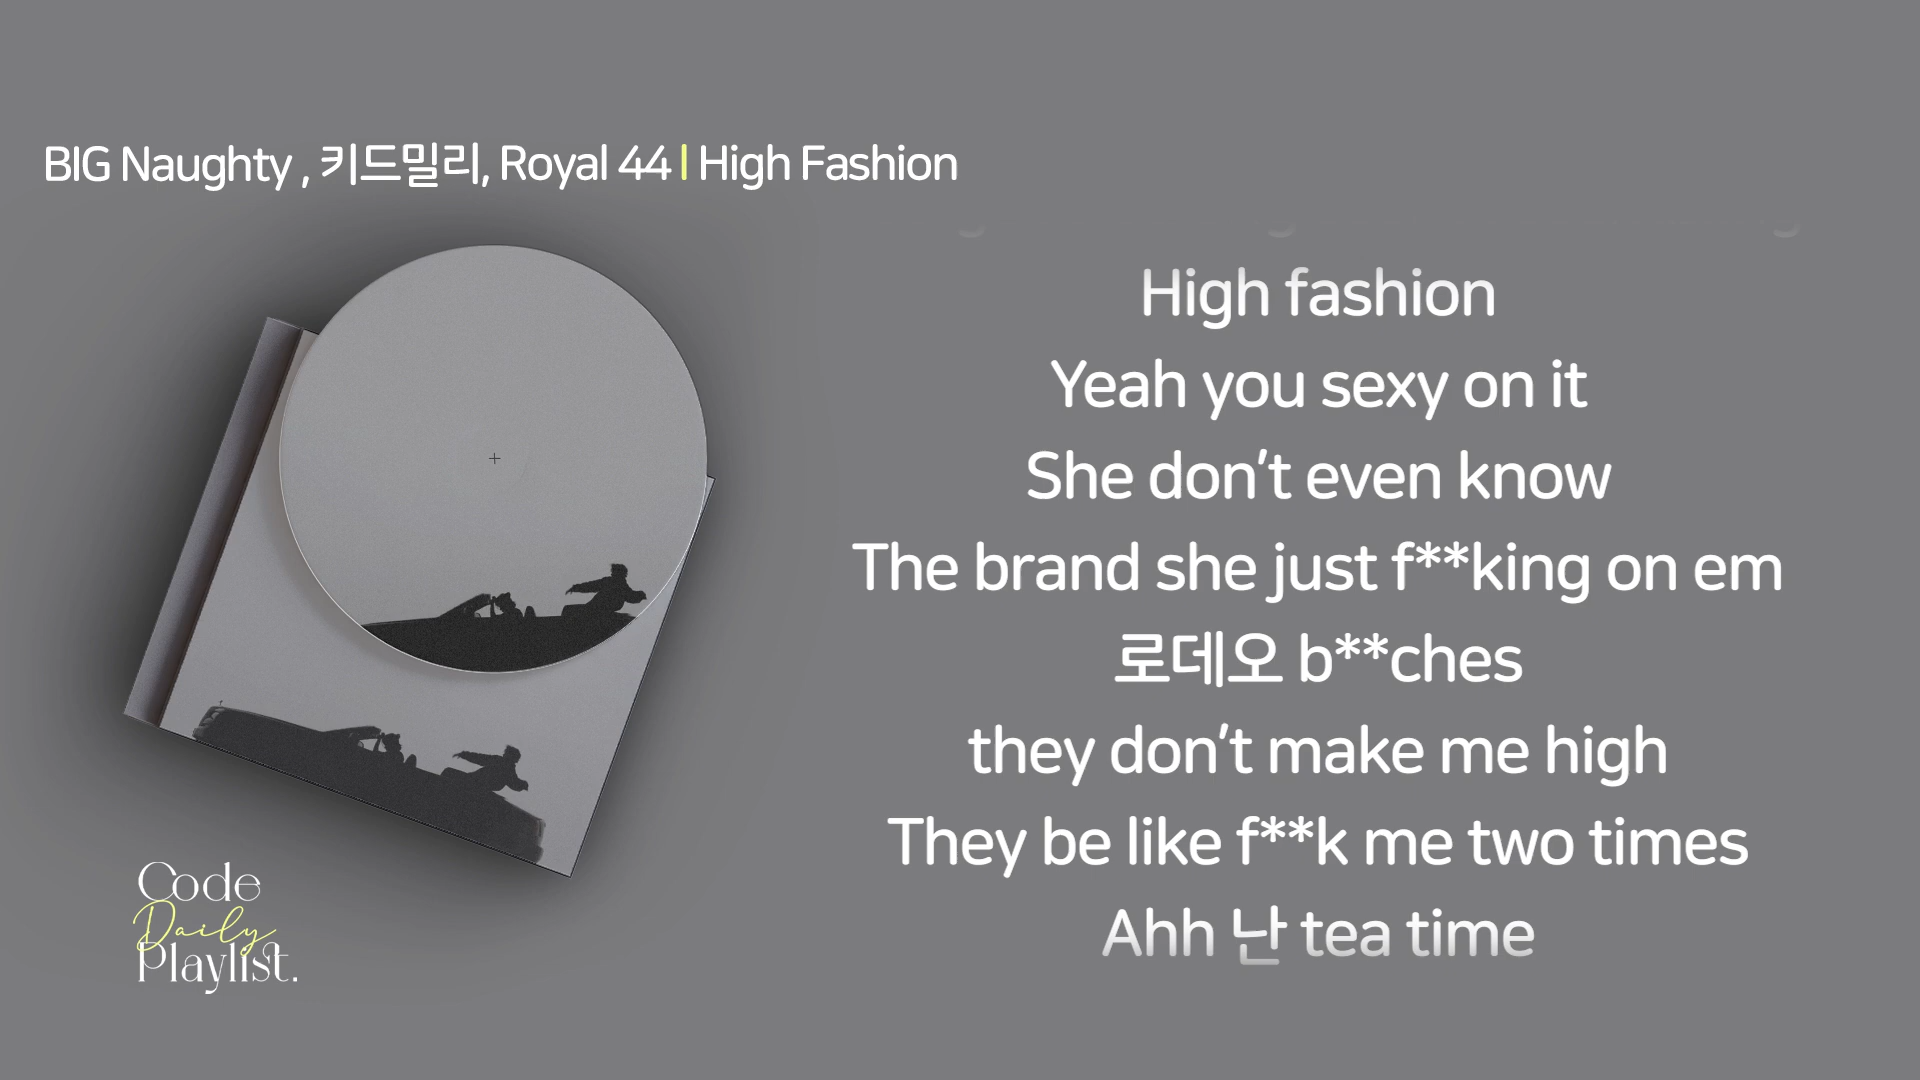 BIG Naughty , 키드밀리, Royal 44 | High Fashion
High fashion
Yeah you sexy on it
She don't even know
The brand she just f**king on em
로데오 b**ches
they don't make me high
They be like f**k me two times
Ahh 난 tea time
Code
Daily
Playlist.